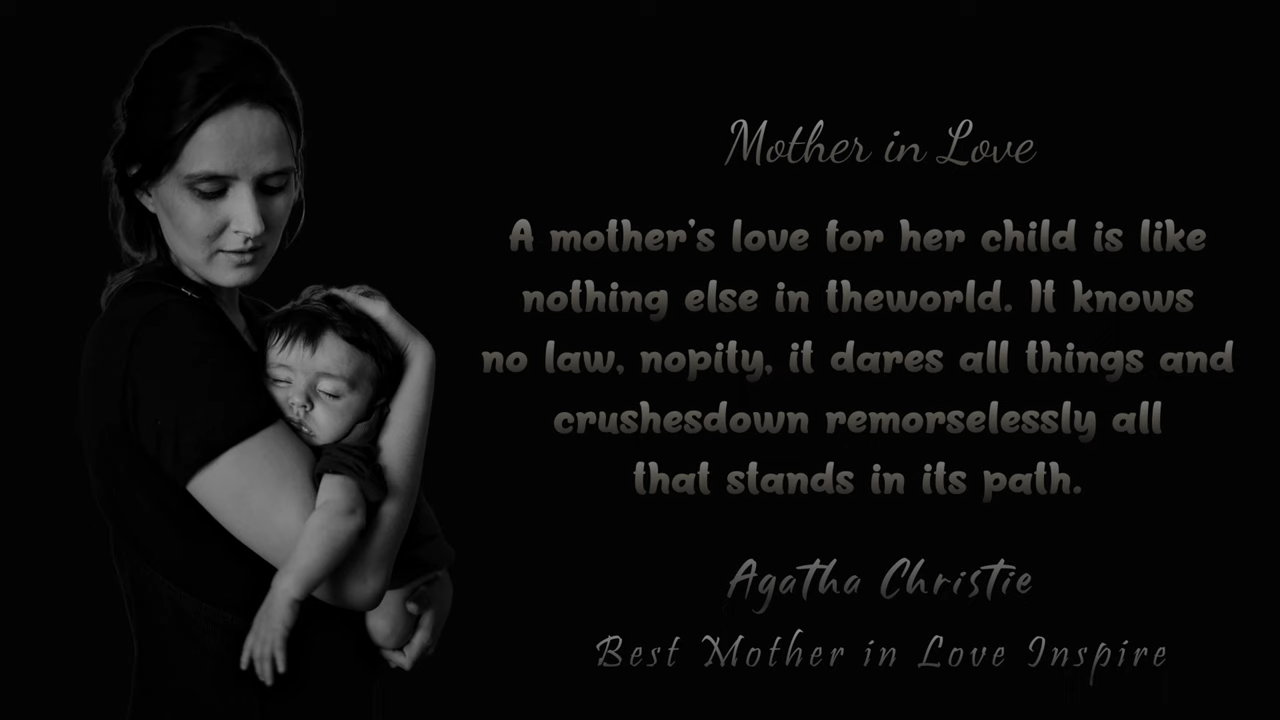 Mother in Love
A mother's love for her child is like
nothing else in theworld. It knows
no law, nopity, it dares all things and
crushesdown remorselessly all
that stands in its path.
Agatha Christie
Best Mother in Love Inspire